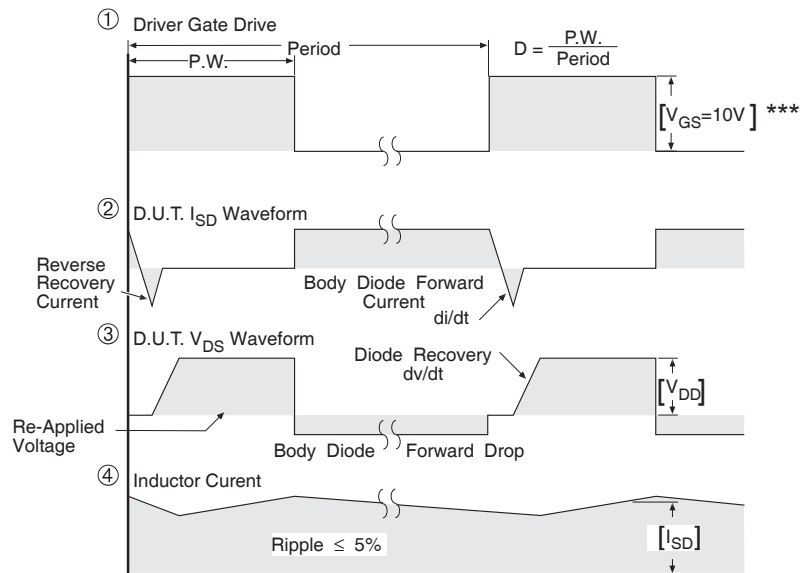 ① Driver Gate Drive
Period
P.W.
D = P.W. / Period
[VGS=10V] ***
② D.U.T. ISD Waveform
Reverse
Recovery
Current
Body Diode Forward
Current
di/dt
③ D.U.T. VDS Waveform
Diode Recovery
dv/dt
[VDD]
Re-Applied
Voltage
Body Diode Forward Drop
④ Inductor Curent
Ripple ≤ 5%
[ISD]